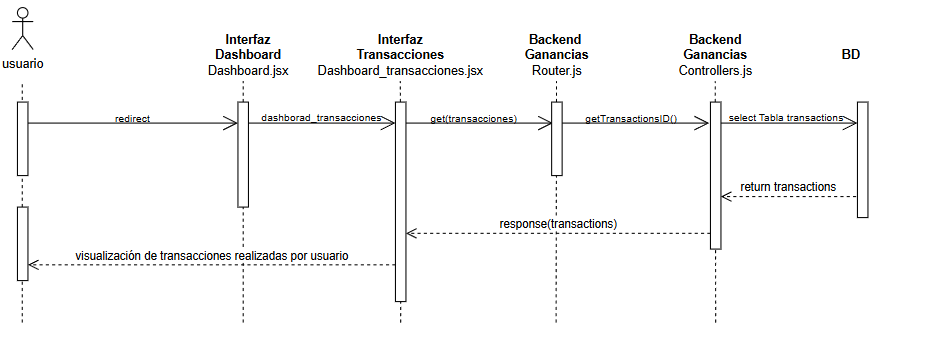 usuario
Interfaz
Dashboard
Dashboard.jsx
Interfaz
Transacciones
Dashboard_transacciones.jsx
Backend
Ganancias
Router.js
Backend
Ganancias
Controllers.js
BD
redirect
dashborad_transacciones
get(transacciones)
getTransactionsID()
select Tabla transactions
return transactions
response(transactions)
visualización de transacciones realizadas por usuario